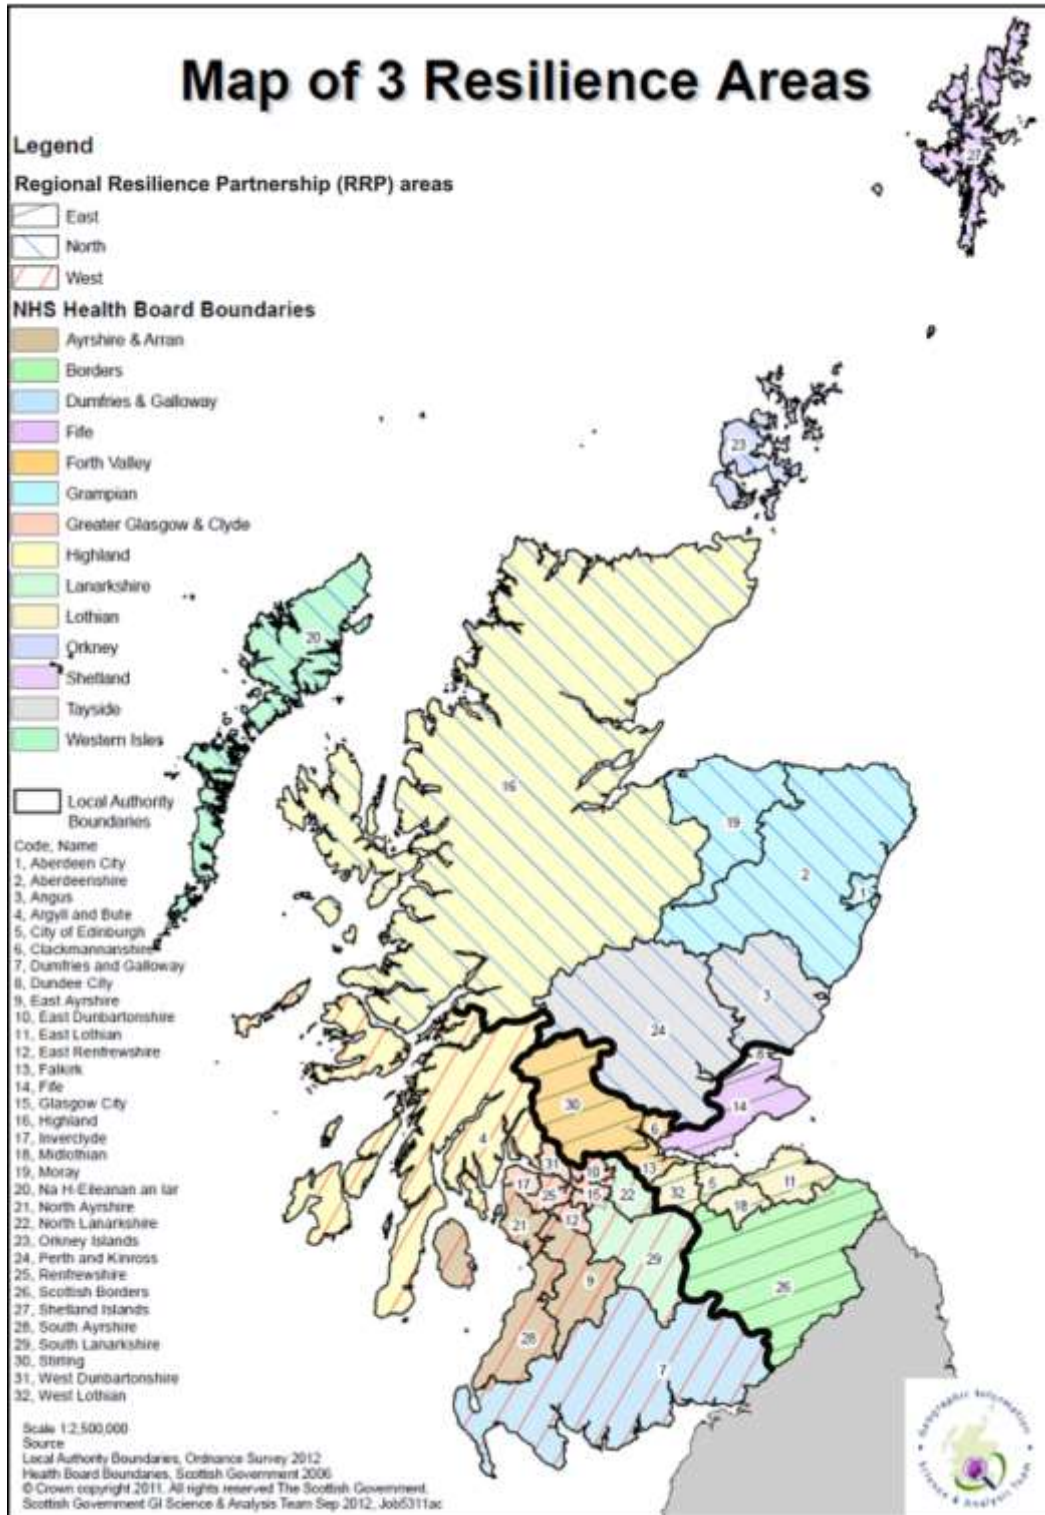 Map of 3 Resilience Areas
Legend
Regional Resilience Partnership (RRP) areas
East
North
West
NHS Health Board Boundaries
Ayrshire & Arran
Borders
Dumfries & Galloway
Fife
Forth Valley
Grampian
Greater Glasgow & Clyde
Highland
Lanarkshire
Lothian
Orkney
Shetland
Tayside
Western Isles
Local Authority
Boundaries
Code, Name
1, Aberdeen City
2, Aberdeenshire
3, Angus
4, Argyll and Bute
5, City of Edinburgh
6, Clackmannanshire
7, Dumfries and Galloway
8, Dundee City
9, East Ayrshire
10, East Dunbartonshire
11, East Lothian
12, East Renfrewshire
13, Falkirk
14, Fife
15, Glasgow City
16, Highland
17, Inverclyde
18, Midlothian
19, Moray
20, Na H-Eileanan an Iar
21, North Ayrshire
22, North Lanarkshire
23, Orkney Islands
24, Perth and Kinross
25, Renfrewshire
26, Scottish Borders
27, Shetland Islands
28, South Ayrshire
29, South Lanarkshire
30, Stirling
31, West Dunbartonshire
32, West Lothian
Scale 1:2,500,000
Source
Local Authority Boundaries, Ordnance Survey 2012
Health Board Boundaries, Scottish Government 2006
© Crown copyright 2011. All rights reserved The Scottish Government.
Scottish Government GI Science & Analysis Team Sep 2012, Job5311ac
27
23
20
16
19
2
1
3
24
8
14
30
6
4
31
10
13
17
25
15
22
32
5
18
11
21
12
9
29
26
28
7
Geographic Information
Science & Analysis Team